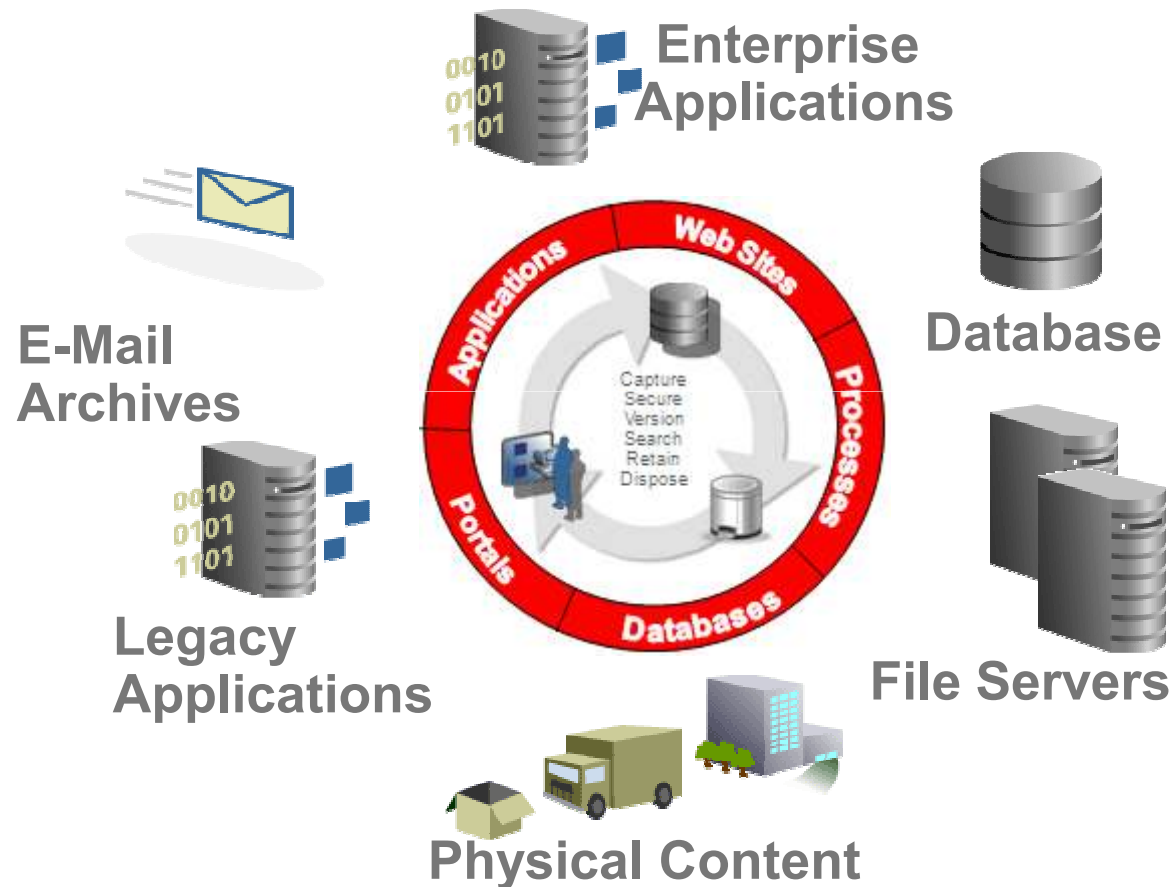 Enterprise
Applications
0010
0101
1101
Database
E-Mail
Archives
Applications
Web Sites
Processes
Databases
Portals
Capture
Secure
Version
Search
Retain
Dispose
0010
0101
1101
Legacy
Applications
File Servers
Physical Content